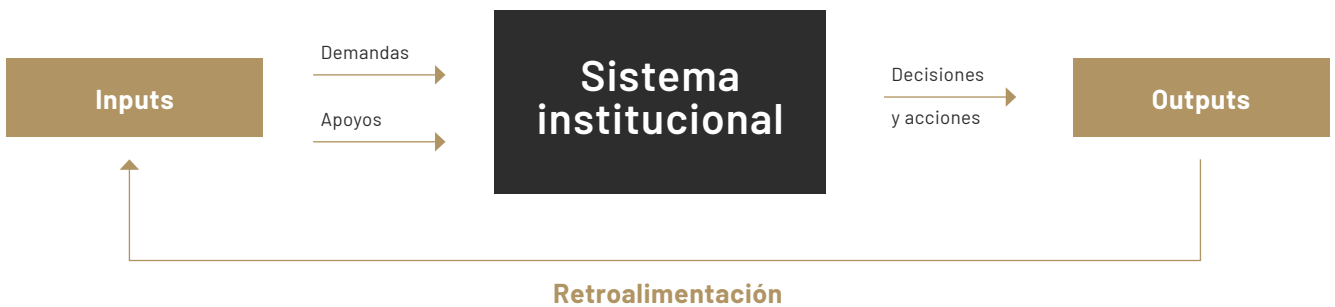 Inputs
Demandas
Apoyos
Sistema
institucional
Decisiones
y acciones
Outputs
Retroalimentación